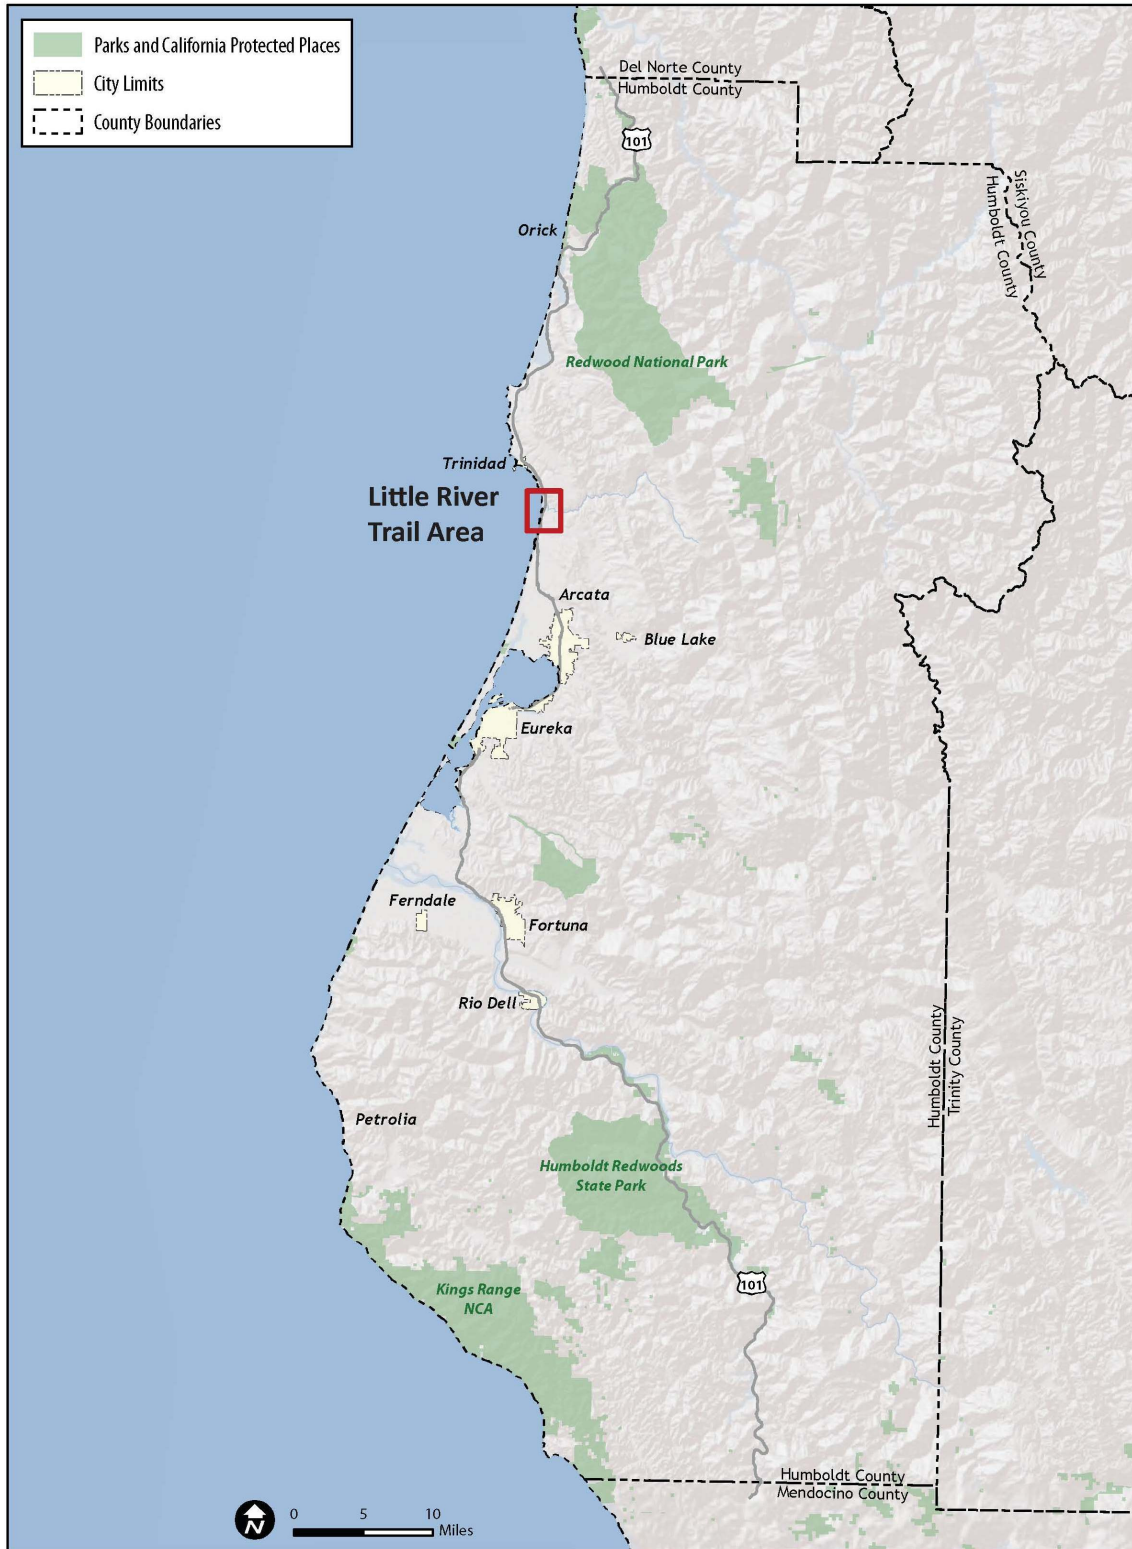 Parks and California Protected Places
City Limits
County Boundaries
Del Norte County
Humboldt County
101
Siskiyou County
Humboldt County
Orick
Redwood National Park
Trinidad
Little River
Trail Area
Arcata
Blue Lake
Eureka
Ferndale
Fortuna
Rio Dell
Humboldt County
Trinity County
Petrolia
Humboldt Redwoods
State Park
101
Kings Range
NCA
Humboldt County
Mendocino County
N
0 5 10
Miles